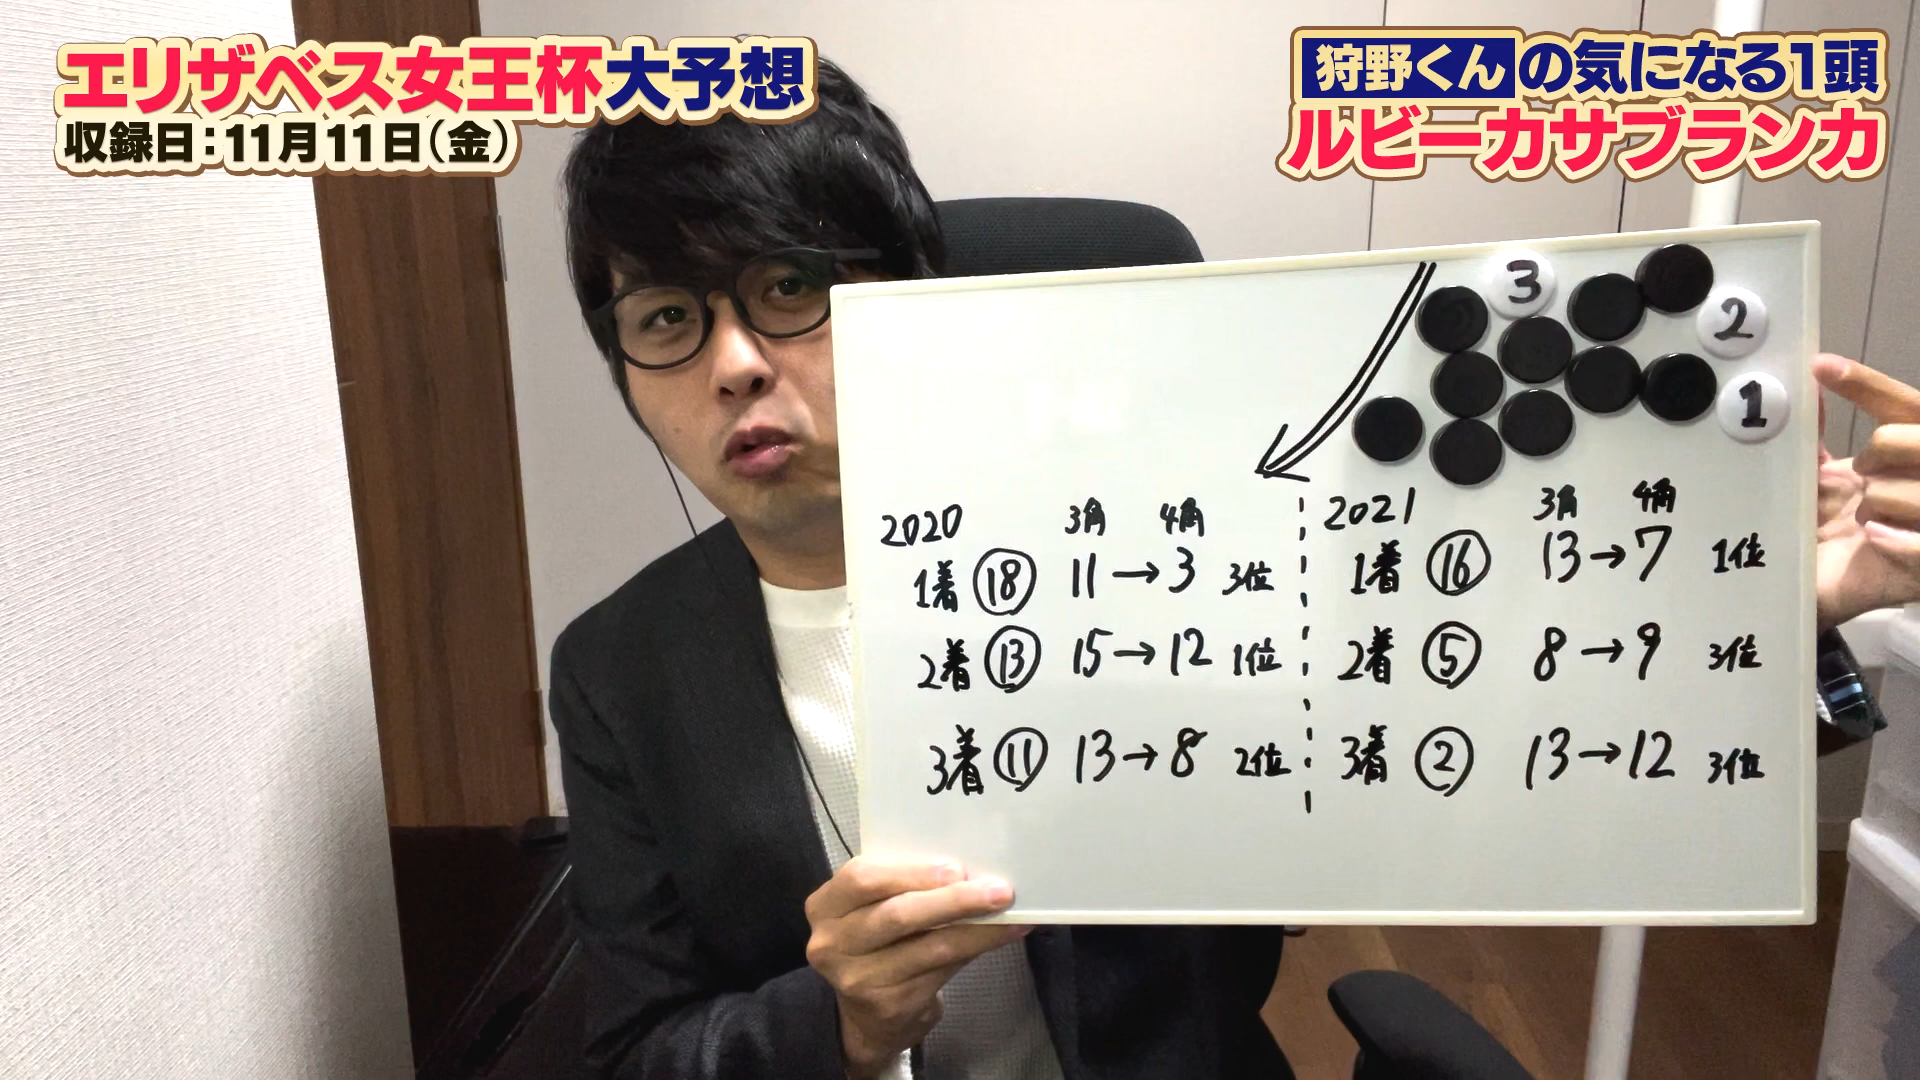 エリザベス女王杯大予想
収録日：11月11日（金）
狩野くんの気になる1頭
ルビーカサブランカ
3
2
1
2020 3角 4角
1着 ⑱ 11→3 3位
2着 ⑬ 15→12 1位
3着 ⑪ 13→8 2位
2021 3角 4角
1着 ⑯ 13→7 1位
2着 ⑤ 8→9 3位
3着 ② 13→12 3位